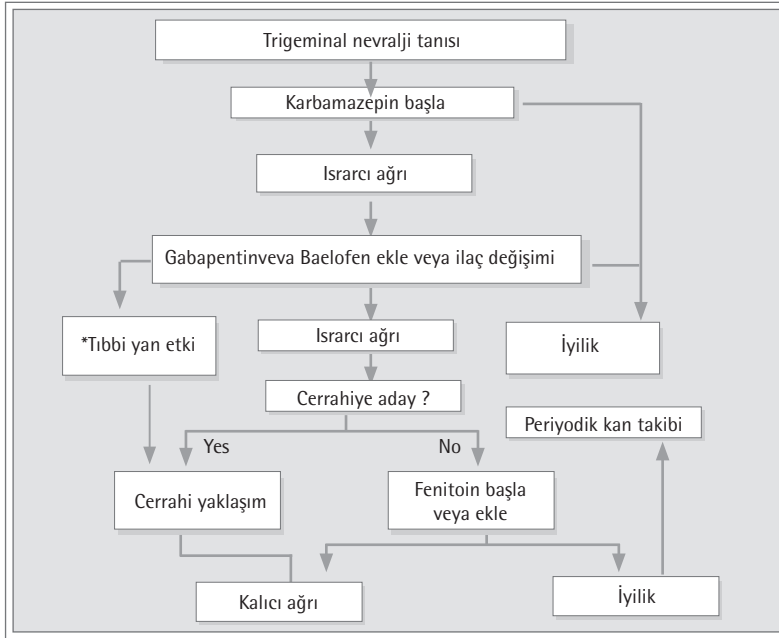 Trigeminal nevralji tanısı
Karbamazepin başla
Israrcı ağrı
Gabapentinveva Baelofen ekle veya ilaç değişimi
*Tıbbi yan etki
Israrcı ağrı
İyilik
Cerrahiye aday ?
Periyodik kan takibi
Yes
No
Cerrahi yaklaşım
Fenitoin başla
veya ekle
Kalıcı ağrı
İyilik